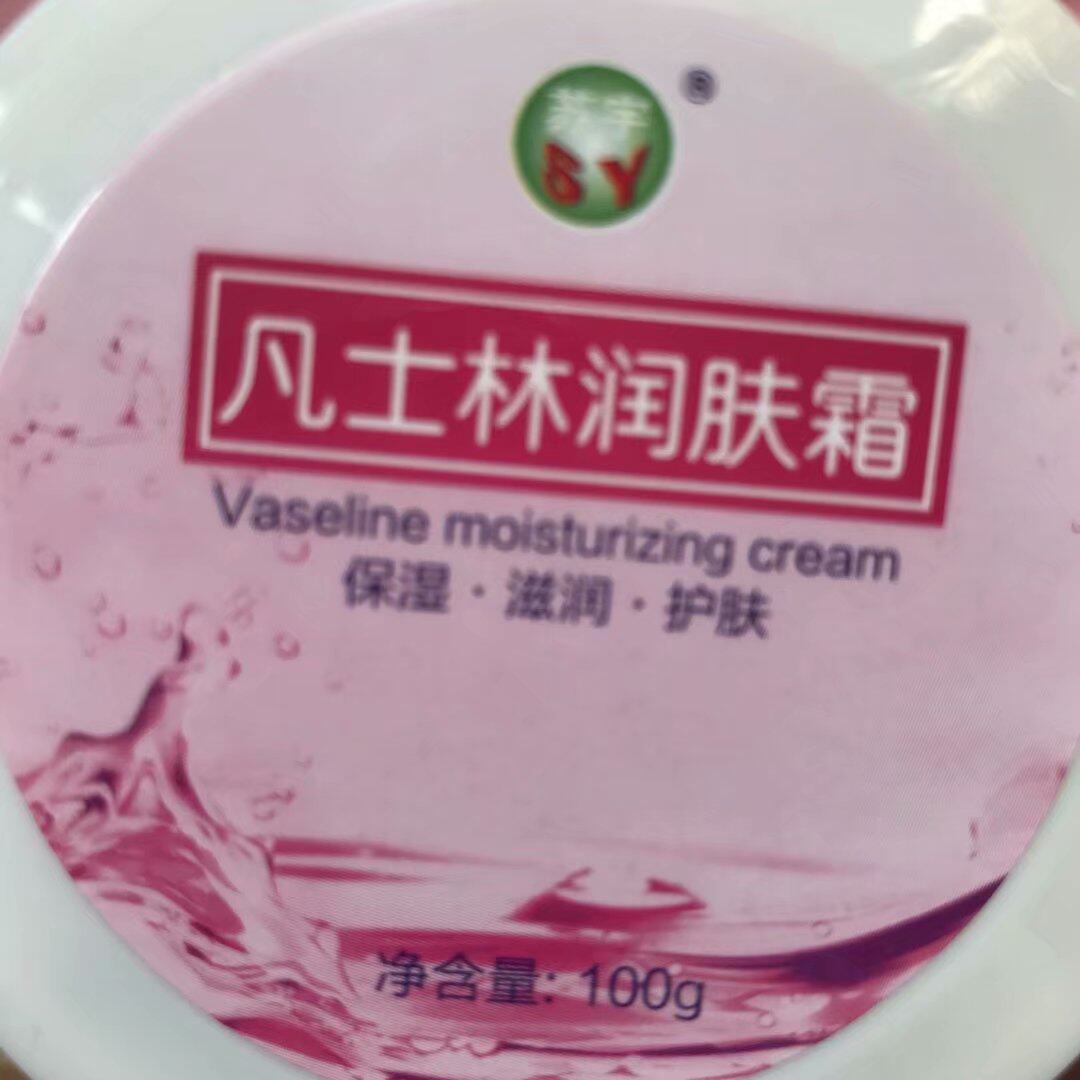 SY
®
凡士林润肤霜
Vaseline moisturizing cream
保湿·滋润·护肤
净含量: 100g